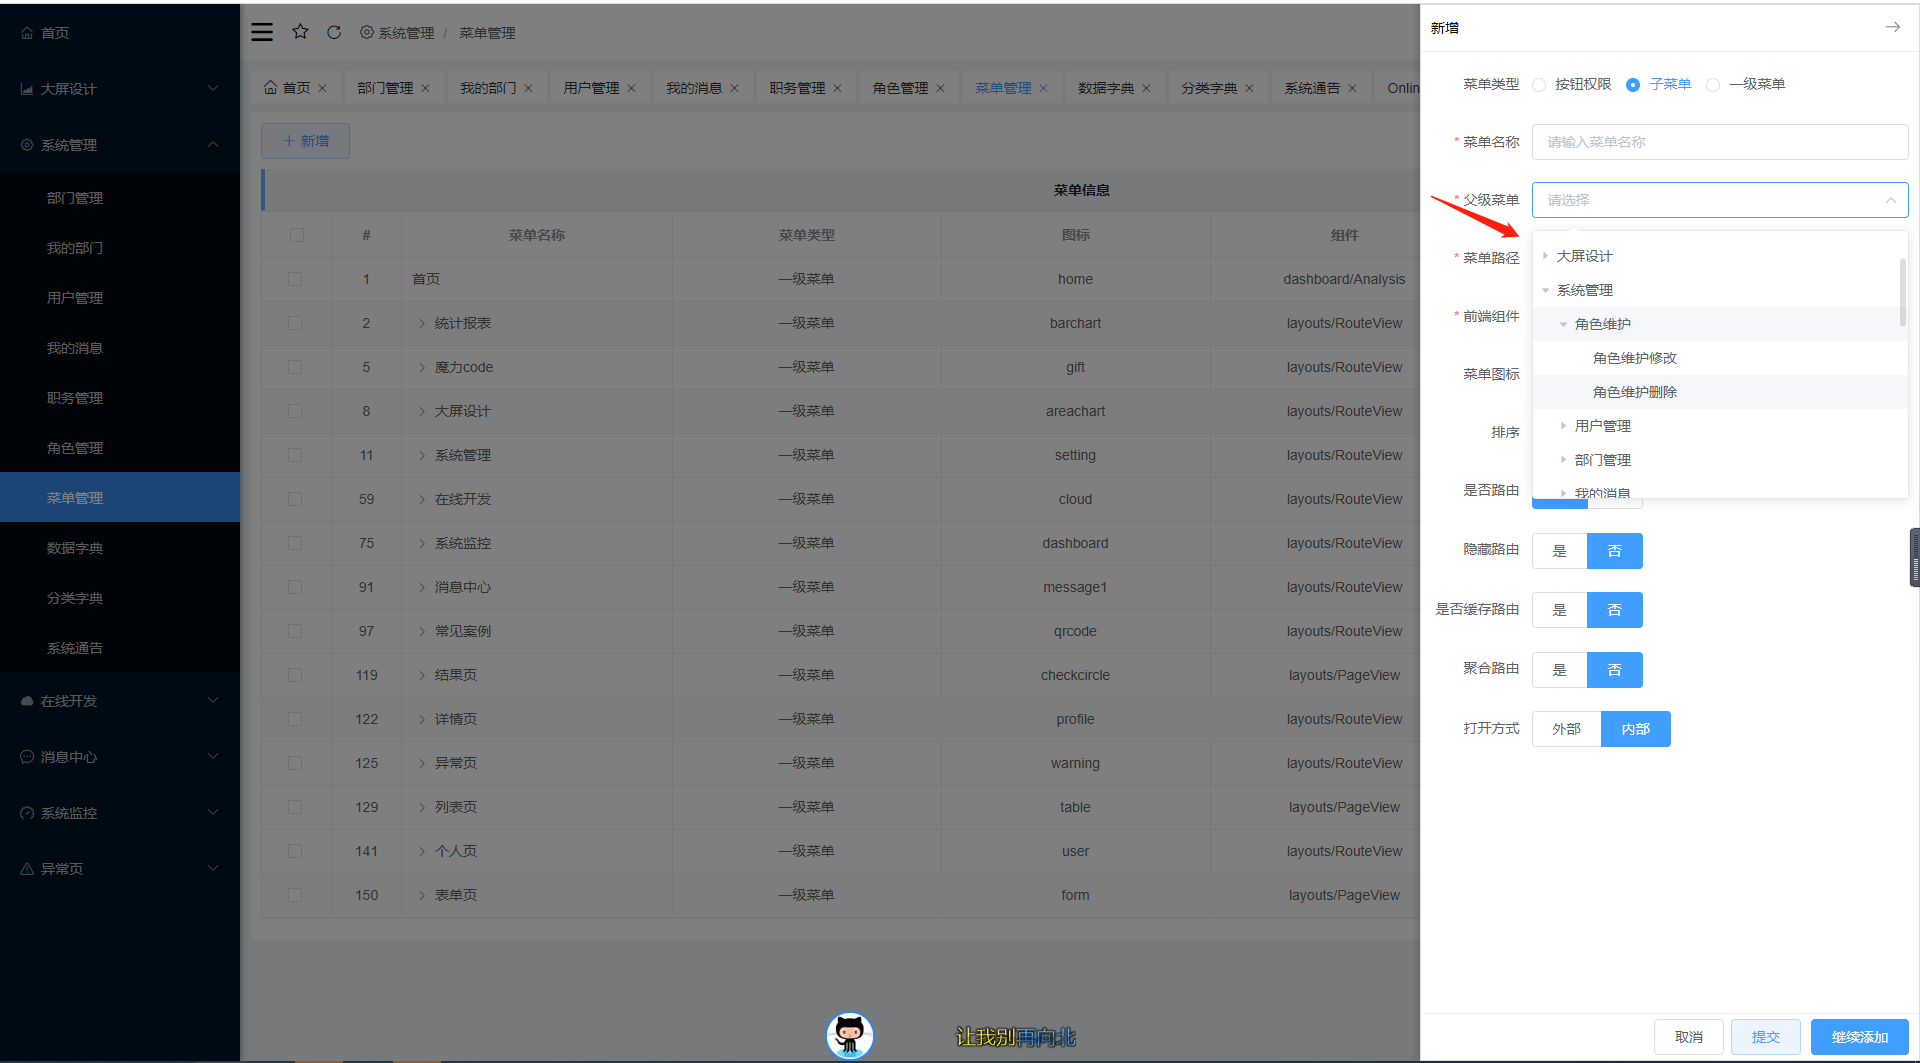 首页
大屏设计
系统管理
部门管理
我的部门
用户管理
我的消息
职务管理
角色管理
菜单管理
数据字典
分类字典
系统通告
在线开发
消息中心
系统监控
异常页
系统管理 / 菜单管理
首页 部门管理 我的部门 用户管理 我的消息 职务管理 角色管理 菜单管理 数据字典 分类字典 系统通告 Onlin
新增
菜单信息
# 菜单名称 菜单类型 图标 组件
1 首页 一级菜单 home dashboard/Analysis
2 统计报表 一级菜单 barchart layouts/RouteView
5 魔力code 一级菜单 gift layouts/RouteView
8 大屏设计 一级菜单 areachart layouts/RouteView
11 系统管理 一级菜单 setting layouts/RouteView
59 在线开发 一级菜单 cloud layouts/RouteView
75 系统监控 一级菜单 dashboard layouts/RouteView
91 消息中心 一级菜单 message1 layouts/RouteView
97 常见案例 一级菜单 qrcode layouts/RouteView
119 结果页 一级菜单 checkcircle layouts/PageView
122 详情页 一级菜单 profile layouts/RouteView
125 异常页 一级菜单 warning layouts/RouteView
129 列表页 一级菜单 table layouts/PageView
141 个人页 一级菜单 user layouts/RouteView
150 表单页 一级菜单 form layouts/PageView
让我别再向北
新增
菜单类型 按钮权限 子菜单 一级菜单
* 菜单名称 请输入菜单名称
* 父级菜单 请选择
* 菜单路径
* 前端组件
菜单图标
排序
是否路由
大屏设计
系统管理
角色维护
角色维护修改
角色维护删除
用户管理
部门管理
我的消息
隐藏路由 是 否
是否缓存路由 是 否
聚合路由 是 否
打开方式 外部 内部
取消 提交 继续添加